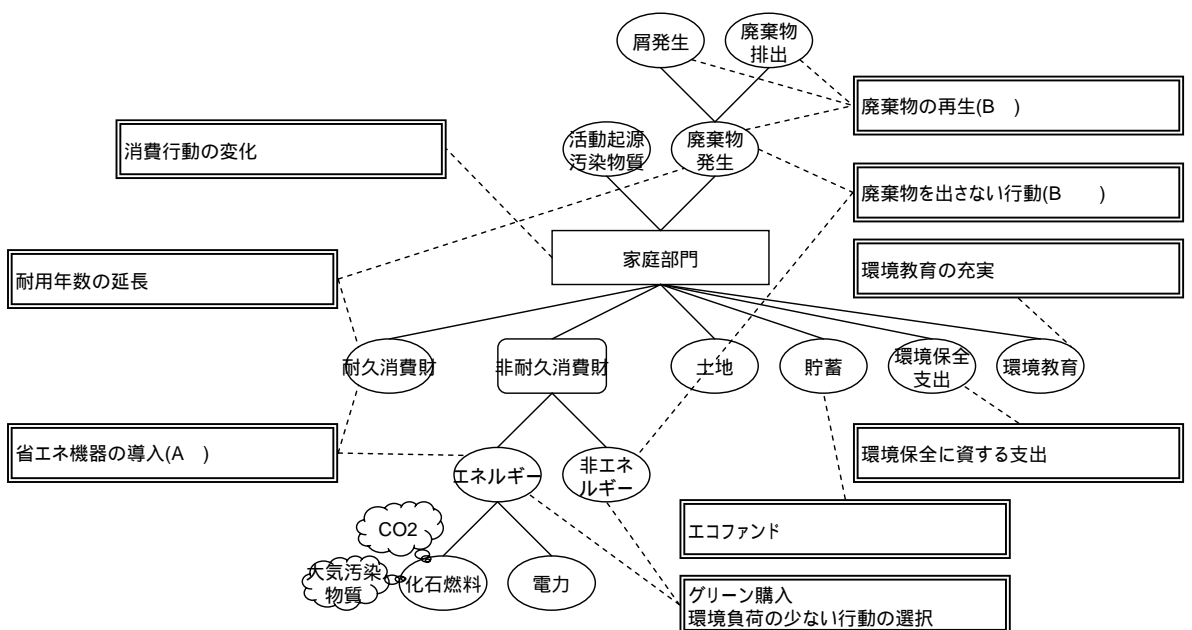 屑発生
廃棄物
排出
廃棄物の再生(B　)
消費行動の変化
活動起源
汚染物質
廃棄物
発生
廃棄物を出さない行動(B　　)
家庭部門
環境教育の充実
耐用年数の延長
耐久消費財
非耐久消費財
土地
貯蓄
環境保全
支出
環境教育
省エネ機器の導入(A　)
エネルギー
非エネ
ルギー
環境保全に資する支出
CO2
エコファンド
大気汚染
物質
化石燃料
電力
グリーン購入
環境負荷の少ない行動の選択